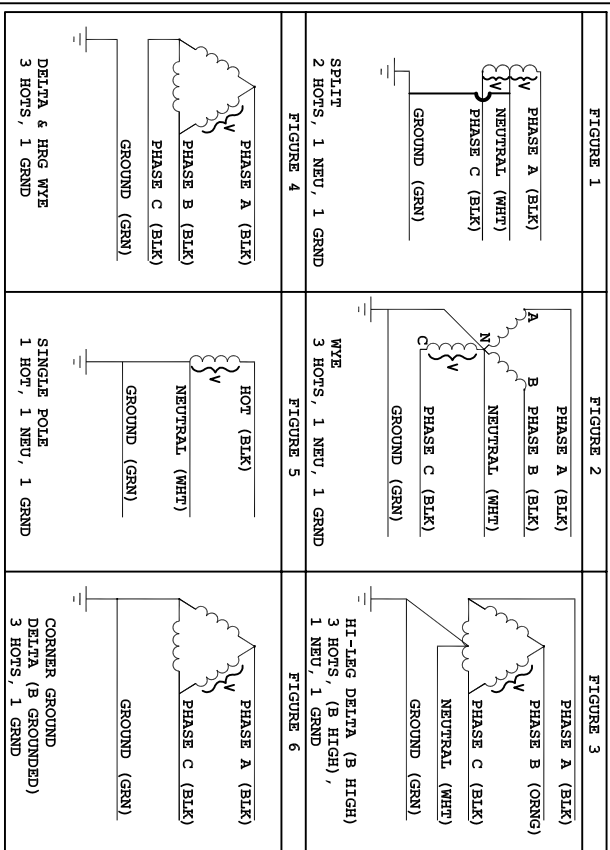 FIGURE 1
PHASE A (BLK)
V
NEUTRAL (WHT)
V
PHASE C (BLK)
GROUND (GRN)
SPLIT
2 HOTS, 1 NEU, 1 GRND
FIGURE 2
PHASE A (BLK)
A
B
PHASE B (BLK)
N
NEUTRAL (WHT)
V
C
PHASE C (BLK)
GROUND (GRN)
WYE
3 HOTS, 1 NEU, 1 GRND
FIGURE 3
PHASE A (BLK)
PHASE B (ORNG)
V
PHASE C (BLK)
NEUTRAL (WHT)
GROUND (GRN)
HI-LEG DELTA (B HIGH)
3 HOTS, (B HIGH),
1 NEU, 1 GRND
FIGURE 4
PHASE A (BLK)
V
PHASE B (BLK)
PHASE C (BLK)
GROUND (GRN)
DELTA & HRG WYE
3 HOTS, 1 GRND
FIGURE 5
HOT (BLK)
V
NEUTRAL (WHT)
GROUND (GRN)
SINGLE POLE
1 HOT, 1 NEU, 1 GRND
FIGURE 6
PHASE A (BLK)
V
PHASE C (BLK)
GROUND (GRN)
CORNER GROUND
DELTA (B GROUNDED)
3 HOTS, 1 GRND